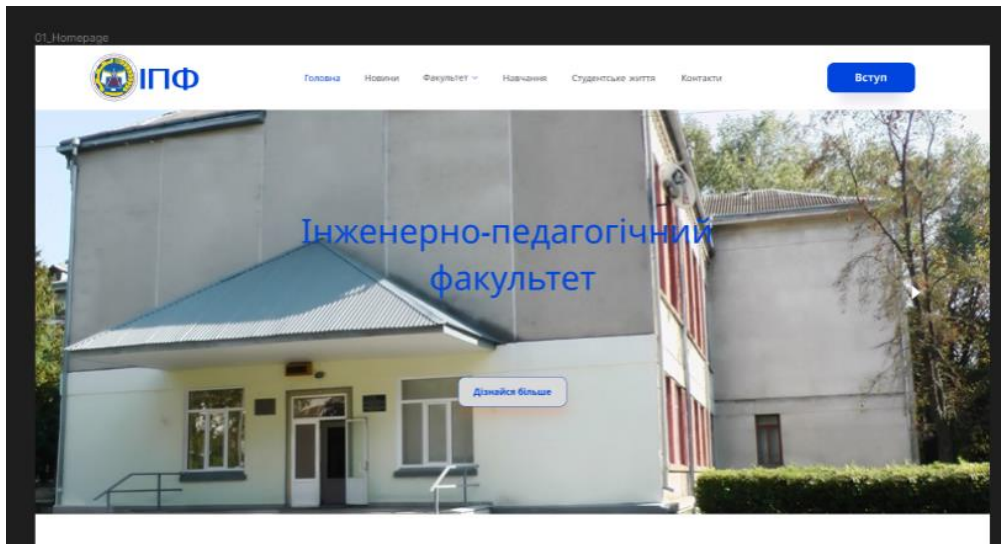 01_Homepage
ІПФ
Головна Новини Факультет Навчання Студентське життя Контакти
Вступ
Інженерно-педагогічний
факультет
Дізнайся більше